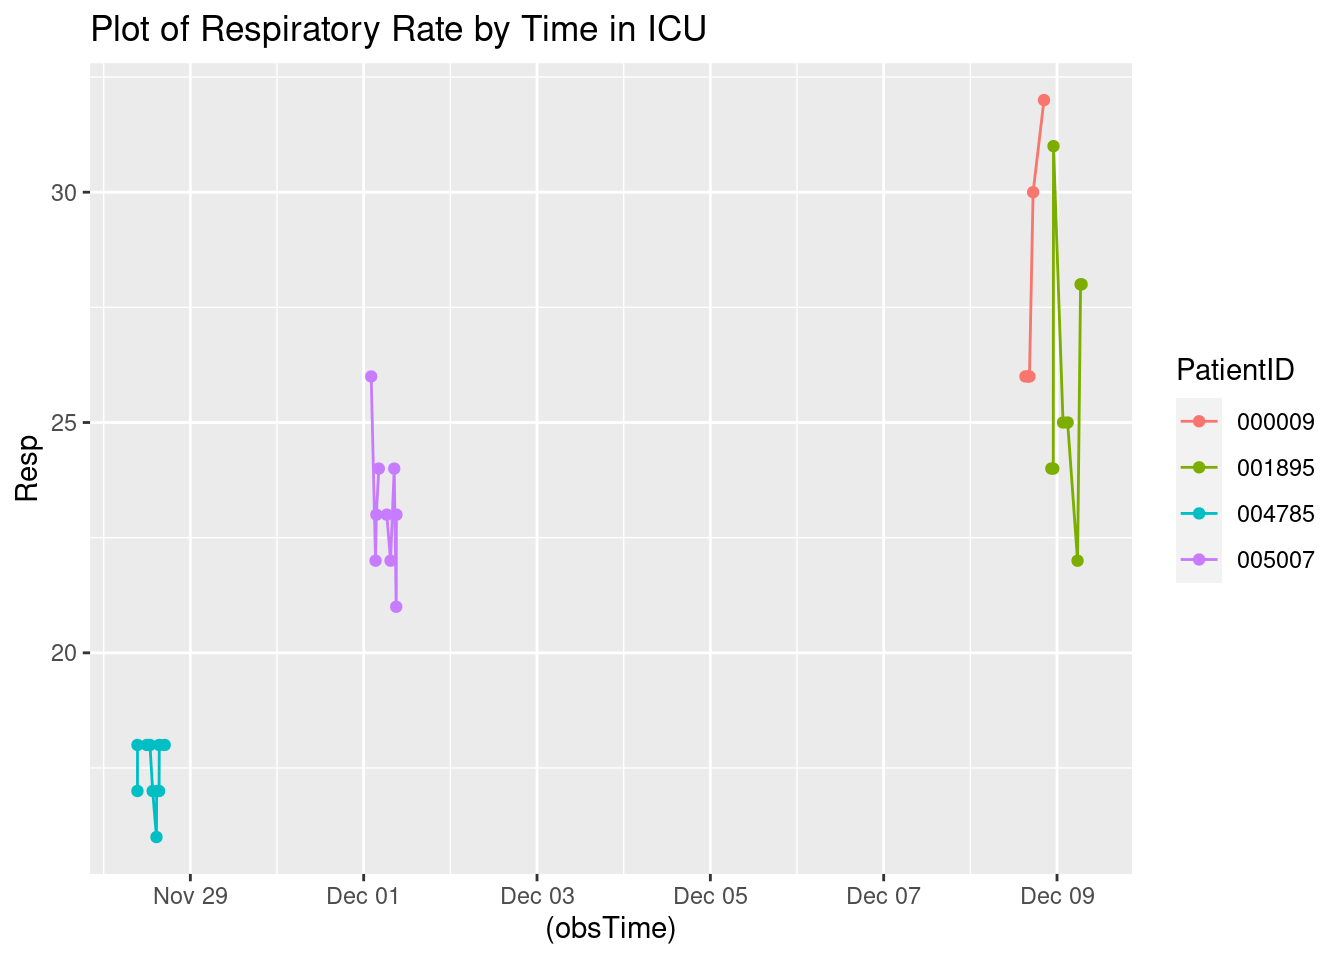 Plot of Respiratory Rate by Time in ICU
Resp
30
25
20
Nov 29 Dec 01 Dec 03 Dec 05 Dec 07 Dec 09
(obsTime)
PatientID
000009
001895
004785
005007